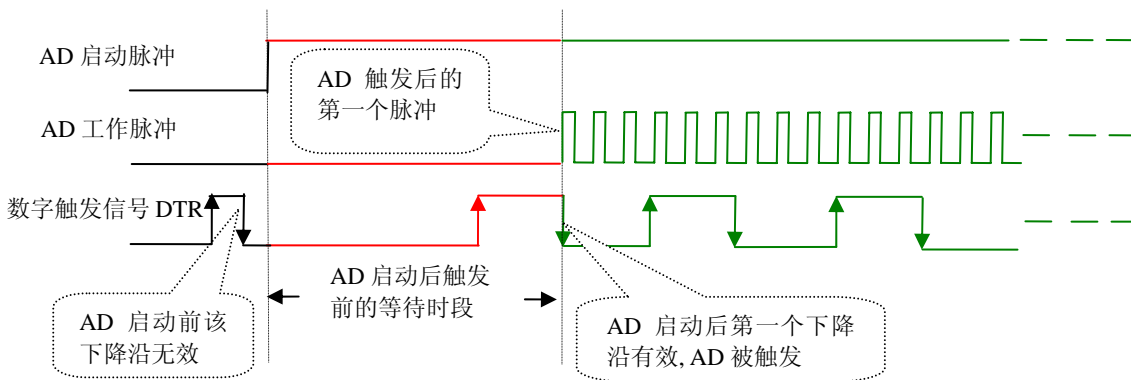 AD 启动脉冲
AD 触发后的
第一个脉冲
AD 工作脉冲
数字触发信号 DTR
AD 启动后触发
前的等待时段
AD 启动前该
下降沿无效
AD 启动后第一个下降
沿有效, AD 被触发